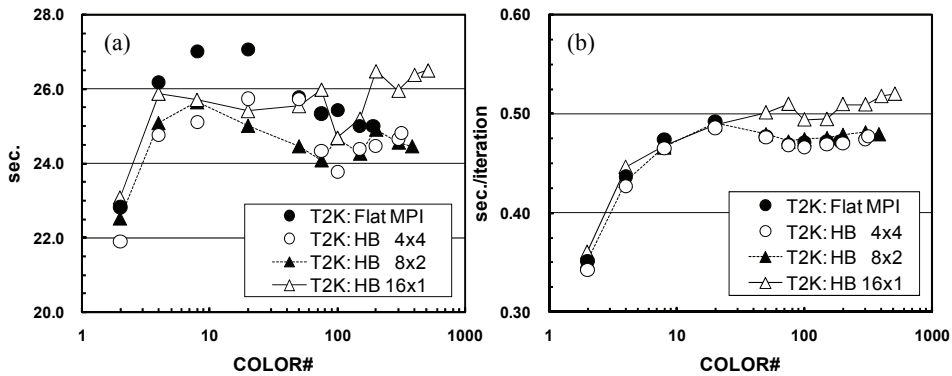 sec.
28.0
26.0
24.0
22.0
20.0
(a)
T2K: Flat MPI
T2K: HB 4x4
T2K: HB 8x2
T2K: HB 16x1
1
10
100
1000
COLOR#
sec./iteration
0.60
0.50
0.40
0.30
(b)
T2K: Flat MPI
T2K: HB 4x4
T2K: HB 8x2
T2K: HB 16x1
1
10
100
1000
COLOR#